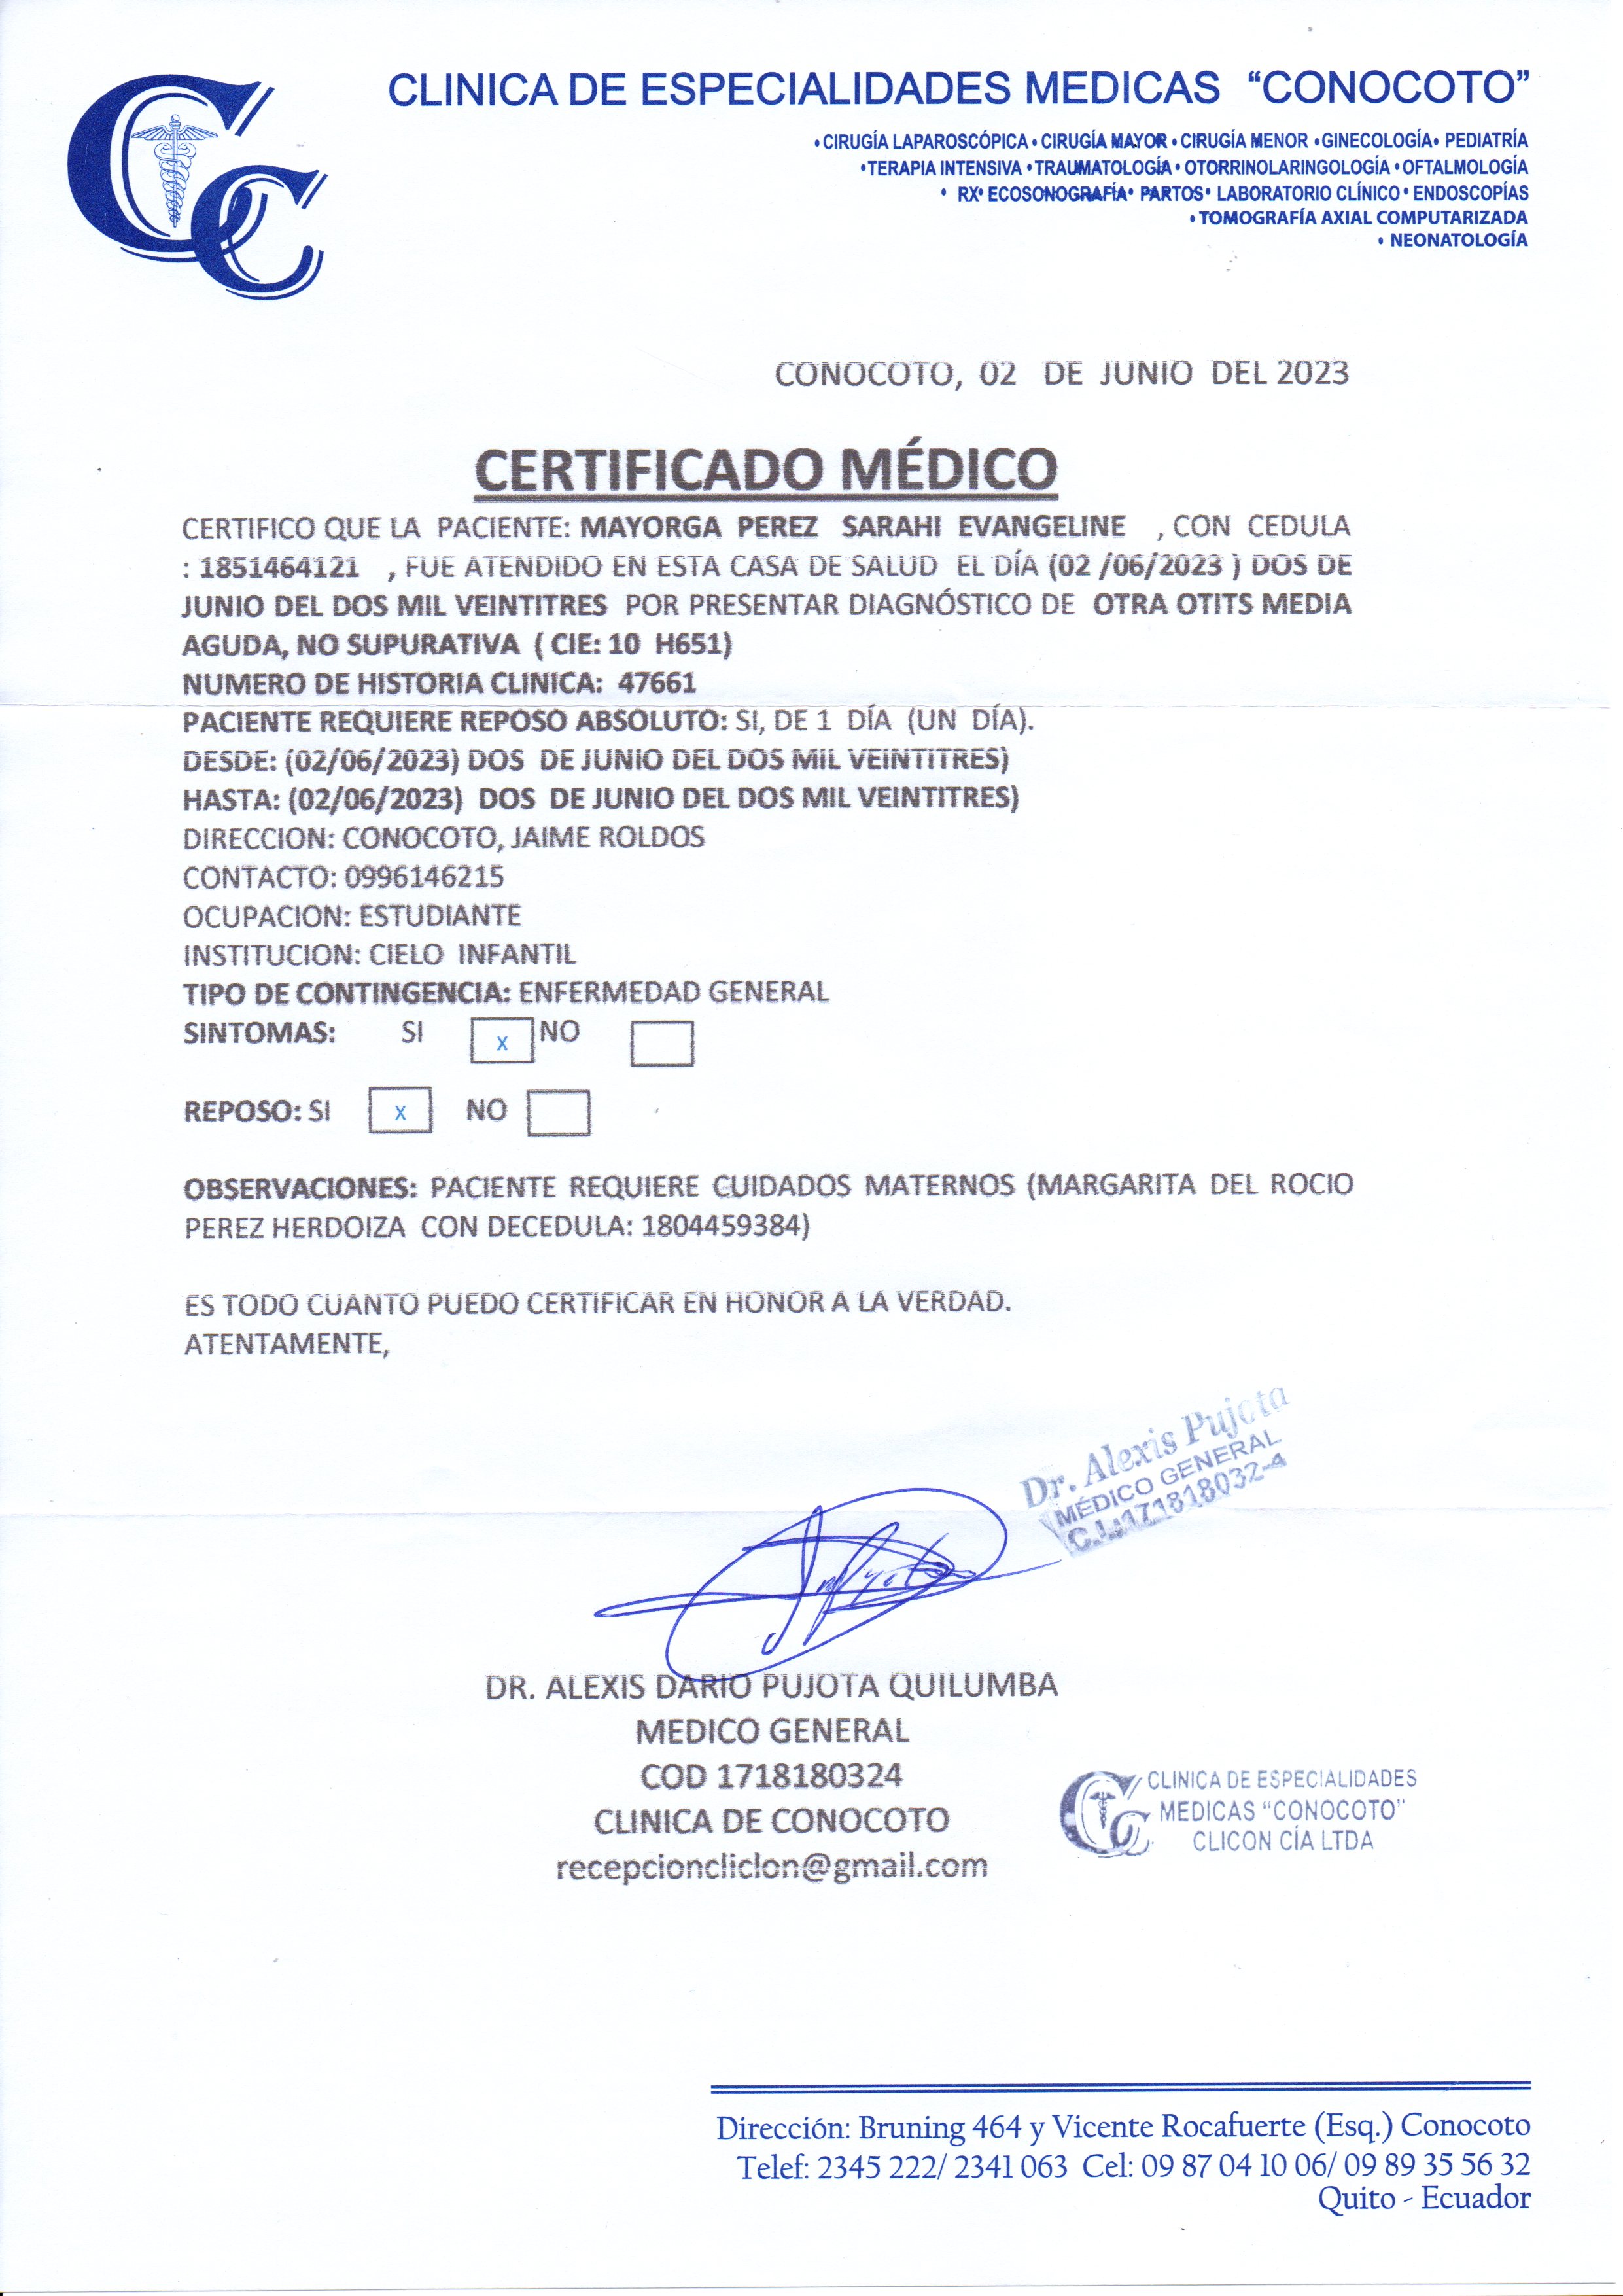 CLINICA DE ESPECIALIDADES MEDICAS "CONOCOTO"
• CIRUGÍA LAPAROSCÓPICA • CIRUGÍA MAYOR • CIRUGÍA MENOR • GINECOLOGÍA • PEDIATRÍA
• TERAPIA INTENSIVA • TRAUMATOLOGÍA • OTORRINOLARINGOLOGÍA • OFTALMOLOGÍA
• RX • ECOSONOGRAFÍA • PARTOS • LABORATORIO CLÍNICO • ENDOSCOPÍAS
• TOMOGRAFÍA AXIAL COMPUTARIZADA
• NEONATOLOGÍA
CONOCOTO, 02 DE JUNIO DEL 2023
CERTIFICADO MÉDICO
CERTIFICO QUE LA PACIENTE: MAYORGA PEREZ SARAHI EVANGELINE , CON CEDULA
: 1851464121 , FUE ATENDIDO EN ESTA CASA DE SALUD EL DÍA (02 /06/2023 ) DOS DE
JUNIO DEL DOS MIL VEINTITRES POR PRESENTAR DIAGNÓSTICO DE OTRA OTITS MEDIA
AGUDA, NO SUPURATIVA ( CIE: 10 H651)
NUMERO DE HISTORIA CLINICA: 47661
PACIENTE REQUIERE REPOSO ABSOLUTO: SI, DE 1 DÍA (UN DÍA).
DESDE: (02/06/2023) DOS DE JUNIO DEL DOS MIL VEINTITRES)
HASTA: (02/06/2023) DOS DE JUNIO DEL DOS MIL VEINTITRES)
DIRECCION: CONOCOTO, JAIME ROLDOS
CONTACTO: 0996146215
OCUPACION: ESTUDIANTE
INSTITUCION: CIELO INFANTIL
TIPO DE CONTINGENCIA: ENFERMEDAD GENERAL
SINTOMAS: SI x NO
REPOSO: SI x NO
OBSERVACIONES: PACIENTE REQUIERE CUIDADOS MATERNOS (MARGARITA DEL ROCIO
PEREZ HERDOIZA CON DECEDULA: 1804459384)
ES TODO CUANTO PUEDO CERTIFICAR EN HONOR A LA VERDAD.
ATENTAMENTE,
Dr. Alexis Pujota
MÉDICO GENERAL
C.I.:171818032-4
DR. ALEXIS DARIO PUJOTA QUILUMBA
MEDICO GENERAL
COD 1718180324
CLINICA DE CONOCOTO
recepcioncliclon@gmail.com
CLINICA DE ESPECIALIDADES
MEDICAS "CONOCOTO"
CLICON CÍA LTDA
Dirección: Bruning 464 y Vicente Rocafuerte (Esq.) Conocoto
Telef: 2345 222/ 2341 063 Cel: 09 87 04 10 06/ 09 89 35 56 32
Quito - Ecuador